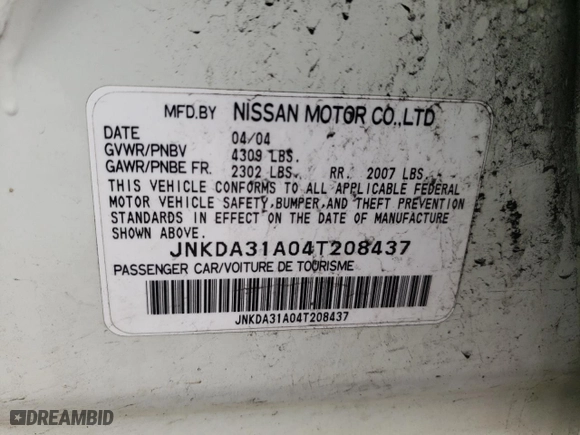 MFD.BY NISSAN MOTOR CO.,LTD
DATE 04/04
GVWR/PNBV 4309 LBS.
GAWR/PNBE FR. 2302 LBS., RR. 2007 LBS.
THIS VEHICLE CONFORMS TO ALL APPLICABLE FEDERAL
MOTOR VEHICLE SAFETY,BUMPER,AND THEFT PREVENTION
STANDARDS IN EFFECT ON THE DATE OF MANUFACTURE
SHOWN ABOVE.
JNKDA31A04T208437
PASSENGER CAR/VOITURE DE TOURISME
JNKDA31A04T208437
DREAMBID